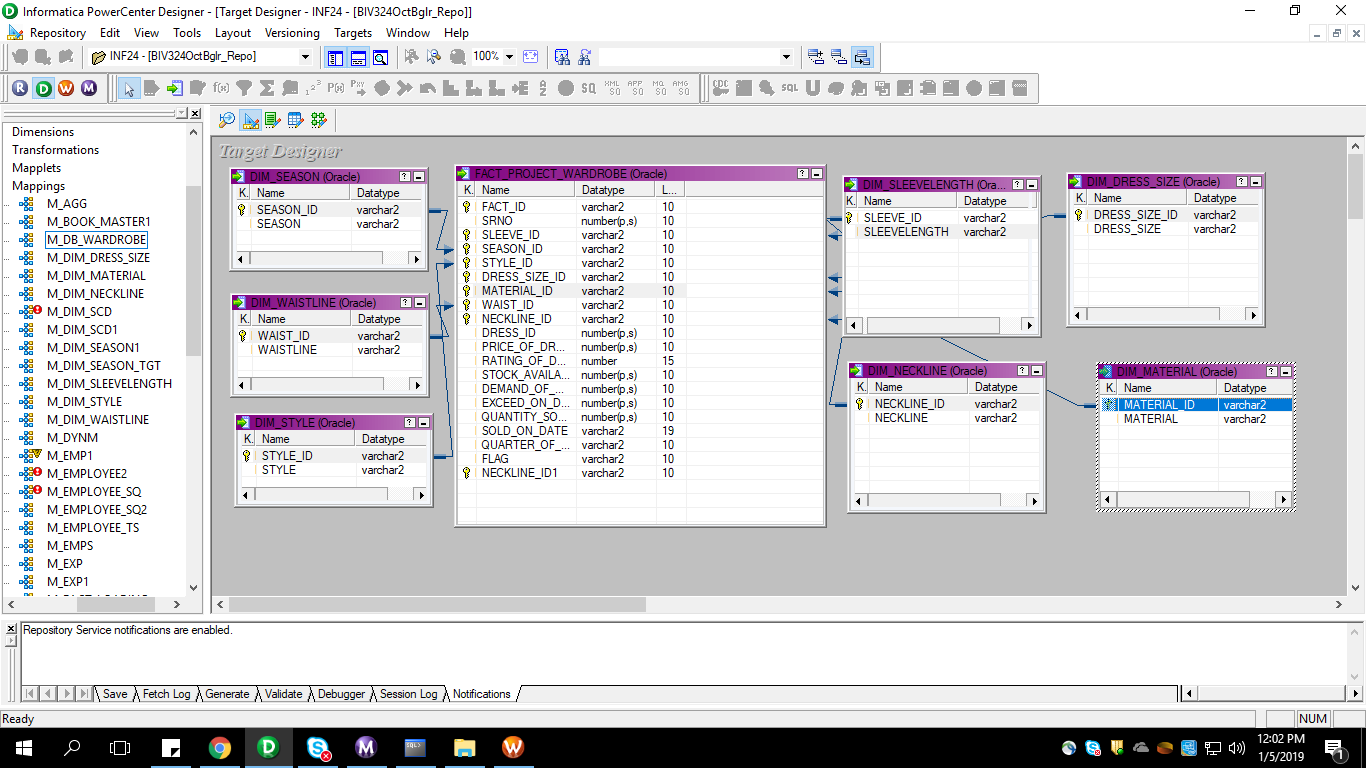 Informatica PowerCenter Designer - [Target Designer - INF24 - [BIV324OctBglr_Repo]]
Repository Edit View Tools Layout Versioning Targets Window Help
INF24 - [BIV324OctBglr_Repo]
100%
Dimensions
Transformations
Mapplets
Mappings
M_AGG
M_BOOK_MASTER1
M_DB_WARDROBE
M_DIM_DRESS_SIZE
M_DIM_MATERIAL
M_DIM_NECKLINE
M_DIM_SCD
M_DIM_SCD1
M_DIM_SEASON1
M_DIM_SEASON_TGT
M_DIM_SLEEVELENGTH
M_DIM_STYLE
M_DIM_WAISTLINE
M_DYNM
M_EMP1
M_EMPLOYEE2
M_EMPLOYEE_SQ
M_EMPLOYEE_SQ2
M_EMPLOYEE_TS
M_EMPS
M_EXP
M_EXP1
Target Designer
DIM_SEASON (Oracle)
K. Name Datatype
SEASON_ID varchar2
SEASON varchar2
DIM_WAISTLINE (Oracle)
K. Name Datatype
WAIST_ID varchar2
WAISTLINE varchar2
DIM_STYLE (Oracle)
K. Name Datatype
STYLE_ID varchar2
STYLE varchar2
FACT_PROJECT_WARDROBE (Oracle)
K. Name Datatype L...
FACT_ID varchar2 10
SRNO number(p,s) 10
SLEEVE_ID varchar2 10
SEASON_ID varchar2 10
STYLE_ID varchar2 10
DRESS_SIZE_ID varchar2 10
MATERIAL_ID varchar2 10
WAIST_ID varchar2 10
NECKLINE_ID varchar2 10
DRESS_ID number(p,s) 10
PRICE_OF_DR... number(p,s) 10
RATING_OF_D... number 15
STOCK_AVAILA... number(p,s) 10
DEMAND_OF_... number(p,s) 10
EXCEED_ON_D... number(p,s) 10
QUANTITY_SO... number(p,s) 10
SOLD_ON_DATE varchar2 19
QUARTER_OF_... varchar2 10
FLAG varchar2 10
NECKLINE_ID1 varchar2 10
DIM_SLEEVELENGTH (Ora...
K. Name Datatype
SLEEVE_ID varchar2
SLEEVELENGTH varchar2
DIM_DRESS_SIZE (Oracle)
K. Name Datatype
DRESS_SIZE_ID varchar2
DRESS_SIZE varchar2
DIM_NECKLINE (Oracle)
K. Name Datatype
NECKLINE_ID varchar2
NECKLINE varchar2
DIM_MATERIAL (Oracle)
K. Name Datatype
MATERIAL_ID varchar2
MATERIAL varchar2
Repository Service notifications are enabled.
Save Fetch Log Generate Validate Debugger Session Log Notifications
Ready
NUM
12:02 PM
1/5/2019